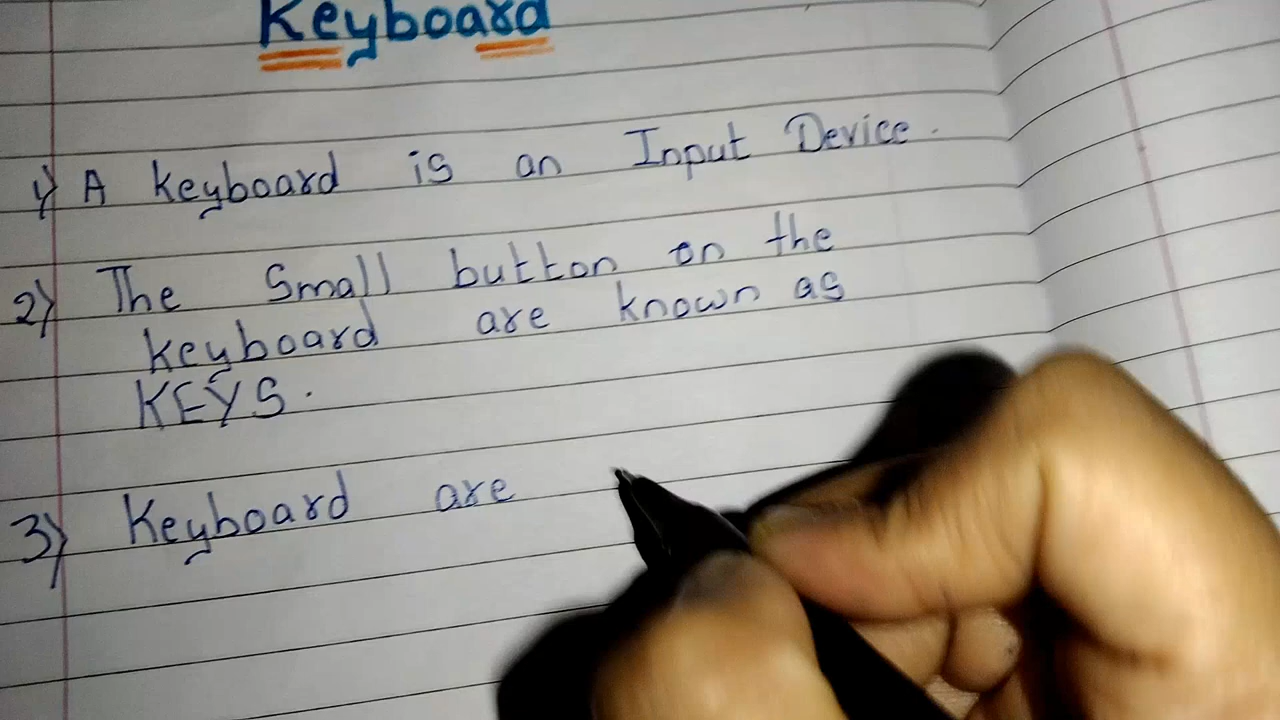 Keyboard
1) A keyboard is an Input Device.
2) The Small button on the
keyboard are known as
KEYS.
3) Keyboard are